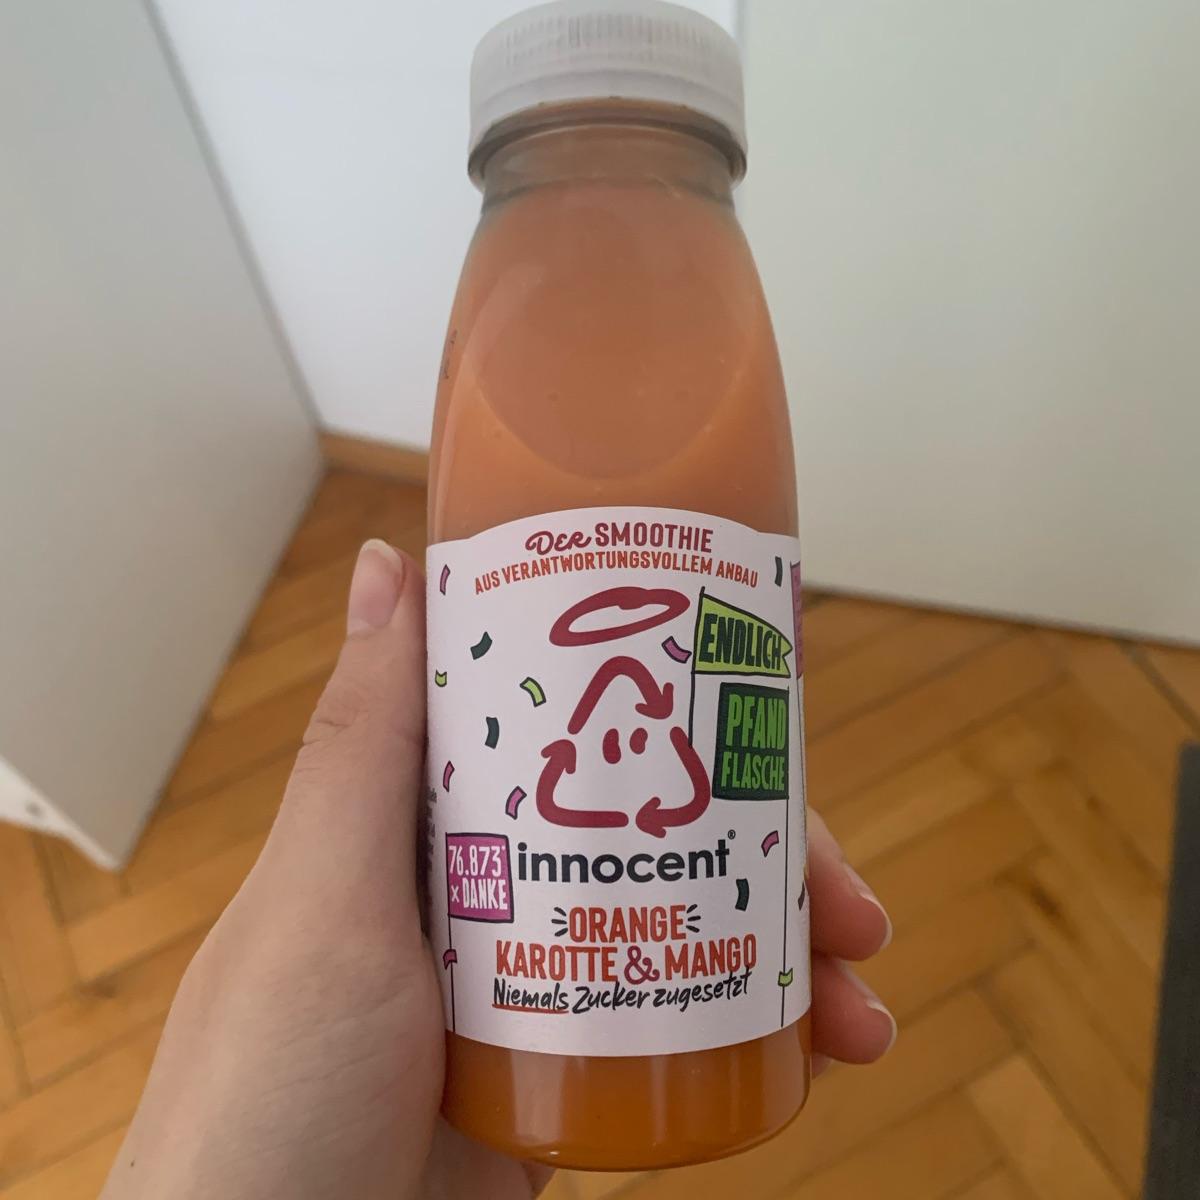 Der SMOOTHIE
AUS VERANTWORTUNGSVOLLEM ANBAU
ENDLICH
PFAND
FLASCHE
76.873*
x DANKE
innocent®
ORANGE
KAROTTE & MANGO
Niemals Zucker zugesetzt